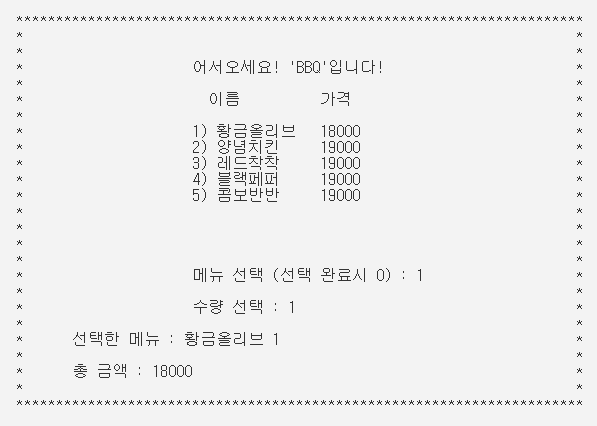 어서오세요! 'BBQ'입니다!
이름 가격
1) 황금올리브 18000
2) 양념치킨 19000
3) 레드착착 19000
4) 블랙페퍼 19000
5) 콤보반반 19000
메뉴 선택 (선택 완료시 0) : 1
수량 선택 : 1
선택한 메뉴 : 황금올리브 1
총 금액 : 18000